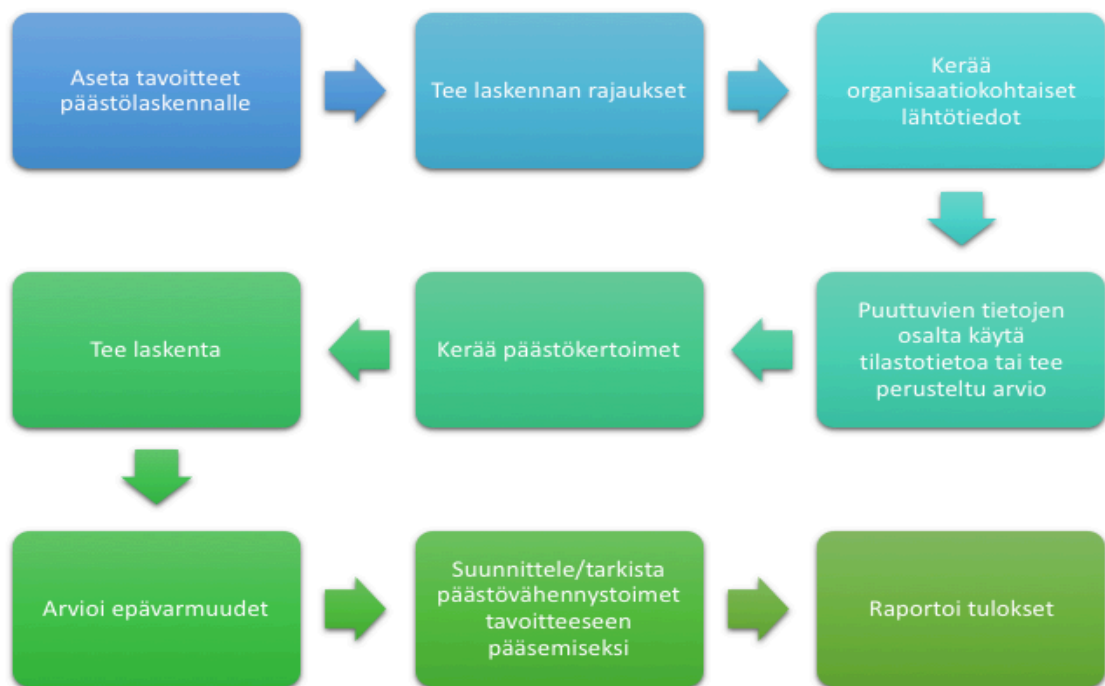 Aseta tavoitteet
päästölaskennalle
Tee laskennan rajaukset
Kerää
organisaatiokohtaiset
lähtötiedot
Puuttuvien tietojen
osalta käytä
tilastotietoa tai tee
perusteltu arvio
Kerää päästökertoimet
Tee laskenta
Arvioi epävarmuudet
Suunnittele/tarkista
päästövähennystoimet
tavoitteeseen
pääsemiseksi
Raportoi tulokset